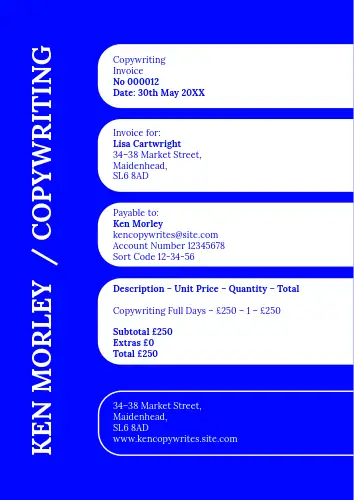 KEN MORLEY / COPYWRITING
Copywriting
Invoice
No 000012
Date: 30th May 20XX
Invoice for:
Lisa Cartwright
34–38 Market Street,
Maidenhead,
SL6 8AD
Payable to:
Ken Morley
kencopywrites@site.com
Account Number 12345678
Sort Code 12-34-56
Description – Unit Price – Quantity – Total
Copywriting Full Days – £250 – 1 – £250
Subtotal £250
Extras £0
Total £250
34–38 Market Street,
Maidenhead,
SL6 8AD
www.kencopywrites.site.com